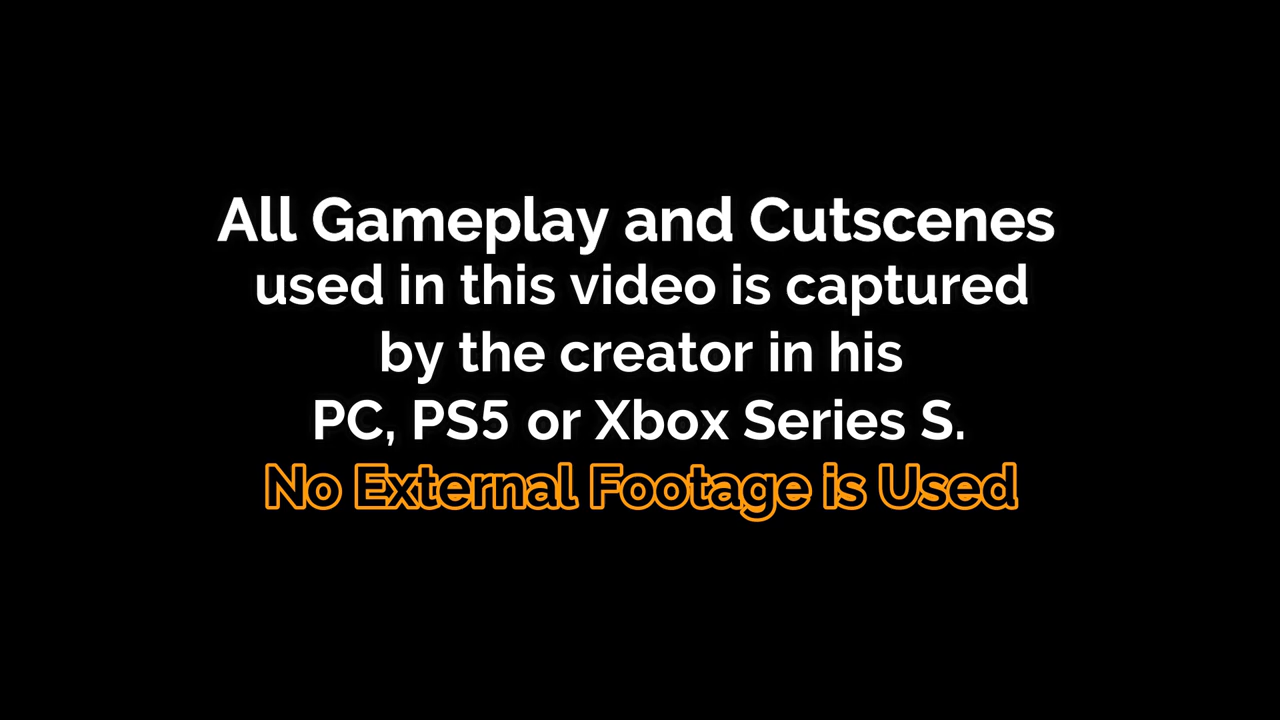 All Gameplay and Cutscenes
used in this video is captured
by the creator in his
PC, PS5 or Xbox Series S.
No External Footage is Used